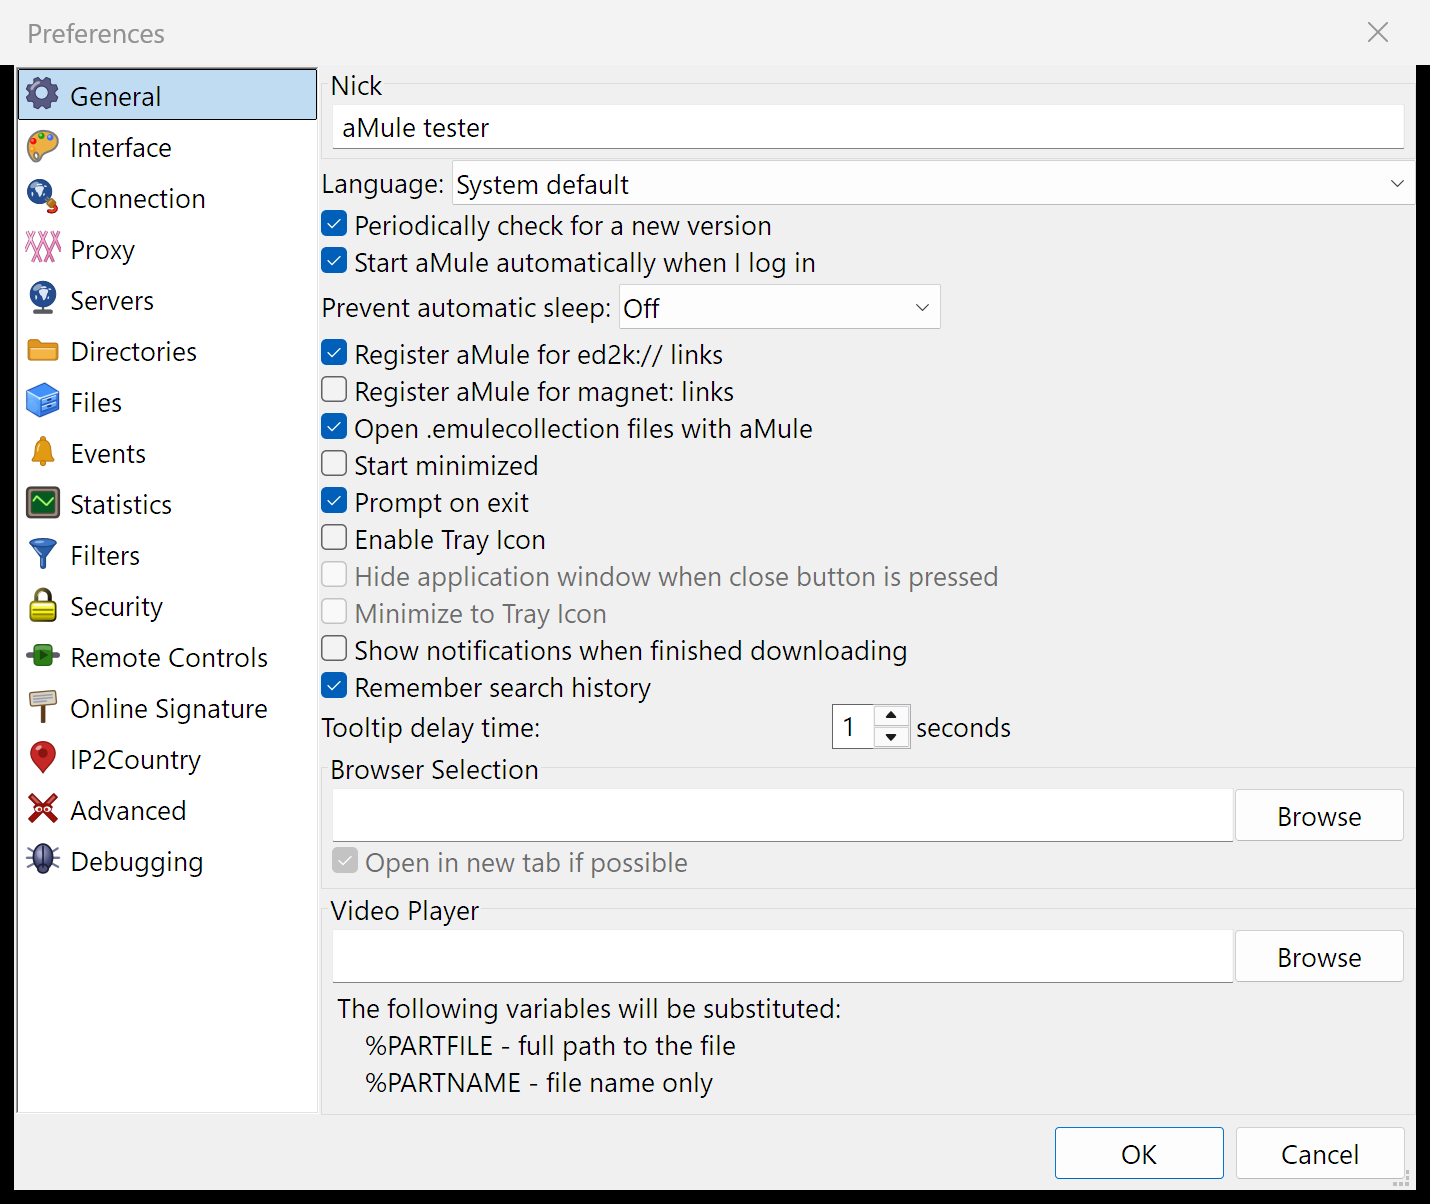 Preferences
General
Interface
Connection
Proxy
Servers
Directories
Files
Events
Statistics
Filters
Security
Remote Controls
Online Signature
IP2Country
Advanced
Debugging
Nick
aMule tester
Language: System default
Periodically check for a new version
Start aMule automatically when I log in
Prevent automatic sleep: Off
Register aMule for ed2k:// links
Register aMule for magnet: links
Open .emulecollection files with aMule
Start minimized
Prompt on exit
Enable Tray Icon
Hide application window when close button is pressed
Minimize to Tray Icon
Show notifications when finished downloading
Remember search history
Tooltip delay time: 1 seconds
Browser Selection
Browse
Open in new tab if possible
Video Player
Browse
The following variables will be substituted:
%PARTFILE - full path to the file
%PARTNAME - file name only
OK Cancel